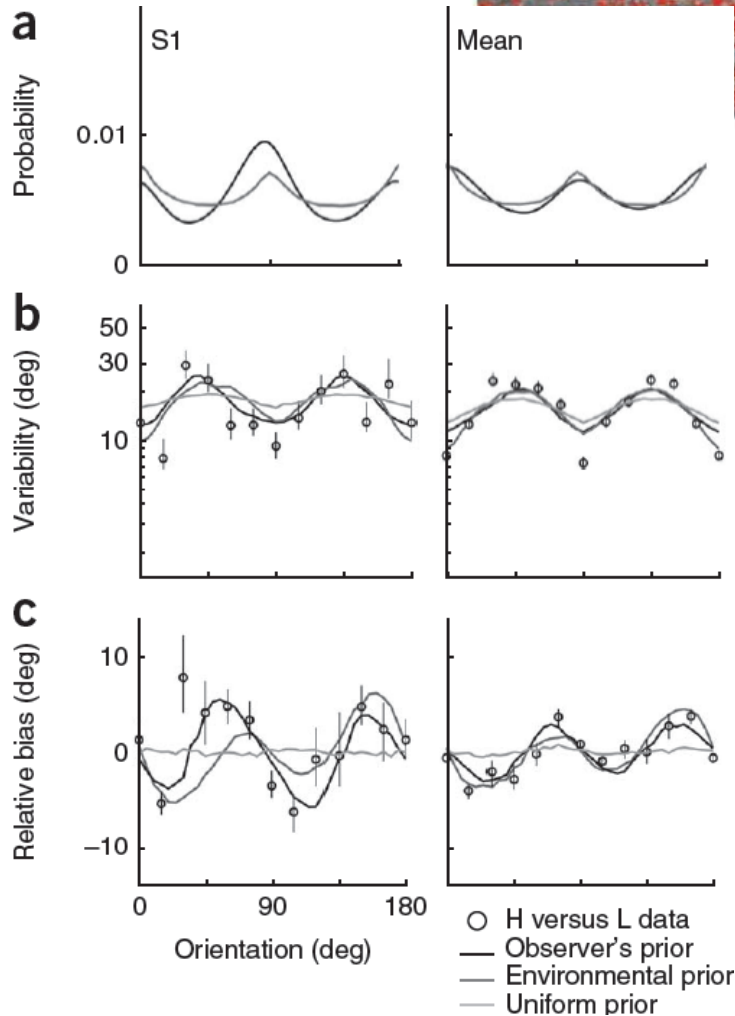 a
S1
Mean
Probability
0.01
0
b
Variability (deg)
50
30
10
c
Relative bias (deg)
10
0
–10
0
90
180
Orientation (deg)
H versus L data
Observer's prior
Environmental prior
Uniform prior